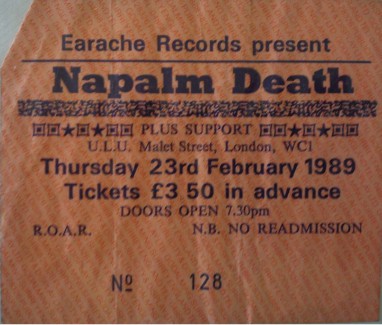 Earache Records present
Napalm Death
PLUS SUPPORT
U.L.U. Malet Street, London, WC1
Thursday 23rd February 1989
Tickets £3 50 in advance
DOORS OPEN 7.30pm
R.O.A.R. N.B. NO READMISSION
Nº 128